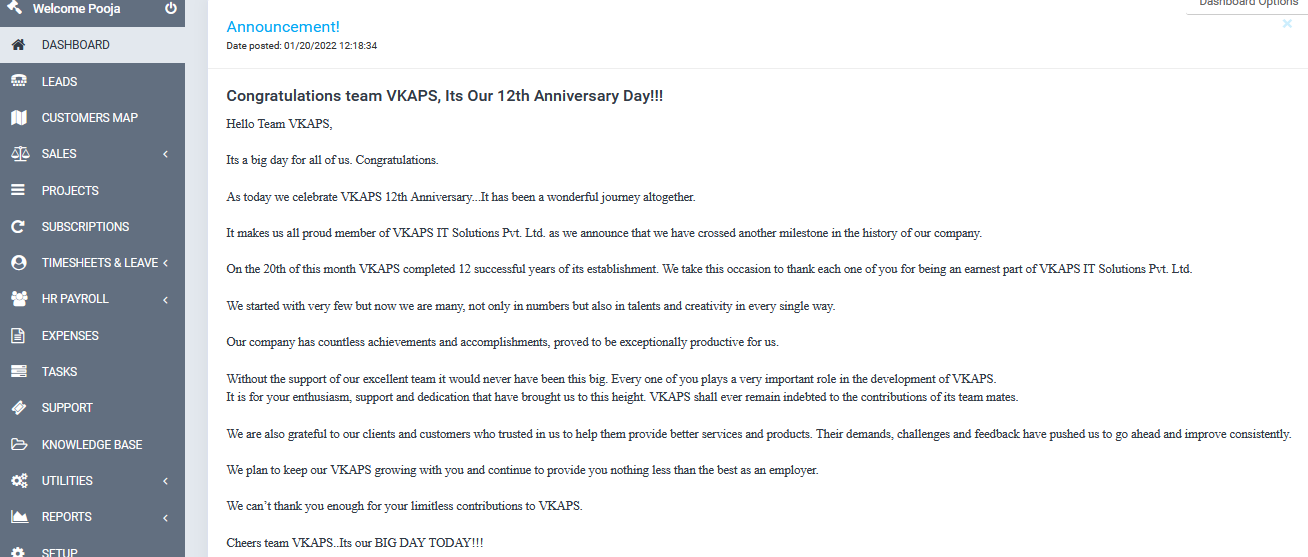 Welcome Pooja
DASHBOARD
LEADS
CUSTOMERS MAP
SALES
PROJECTS
SUBSCRIPTIONS
TIMESHEETS & LEAVE
HR PAYROLL
EXPENSES
TASKS
SUPPORT
KNOWLEDGE BASE
UTILITIES
REPORTS
SETUP
Dashboard Options
Announcement!
Date posted: 01/20/2022 12:18:34
Congratulations team VKAPS, Its Our 12th Anniversary Day!!!
Hello Team VKAPS,
Its a big day for all of us. Congratulations.
As today we celebrate VKAPS 12th Anniversary...It has been a wonderful journey altogether.
It makes us all proud member of VKAPS IT Solutions Pvt. Ltd. as we announce that we have crossed another milestone in the history of our company.
On the 20th of this month VKAPS completed 12 successful years of its establishment. We take this occasion to thank each one of you for being an earnest part of VKAPS IT Solutions Pvt. Ltd.
We started with very few but now we are many, not only in numbers but also in talents and creativity in every single way.
Our company has countless achievements and accomplishments, proved to be exceptionally productive for us.
Without the support of our excellent team it would never have been this big. Every one of you plays a very important role in the development of VKAPS.
It is for your enthusiasm, support and dedication that have brought us to this height. VKAPS shall ever remain indebted to the contributions of its team mates.
We are also grateful to our clients and customers who trusted in us to help them provide better services and products. Their demands, challenges and feedback have pushed us to go ahead and improve consistently.
We plan to keep our VKAPS growing with you and continue to provide you nothing less than the best as an employer.
We can’t thank you enough for your limitless contributions to VKAPS.
Cheers team VKAPS..Its our BIG DAY TODAY!!!